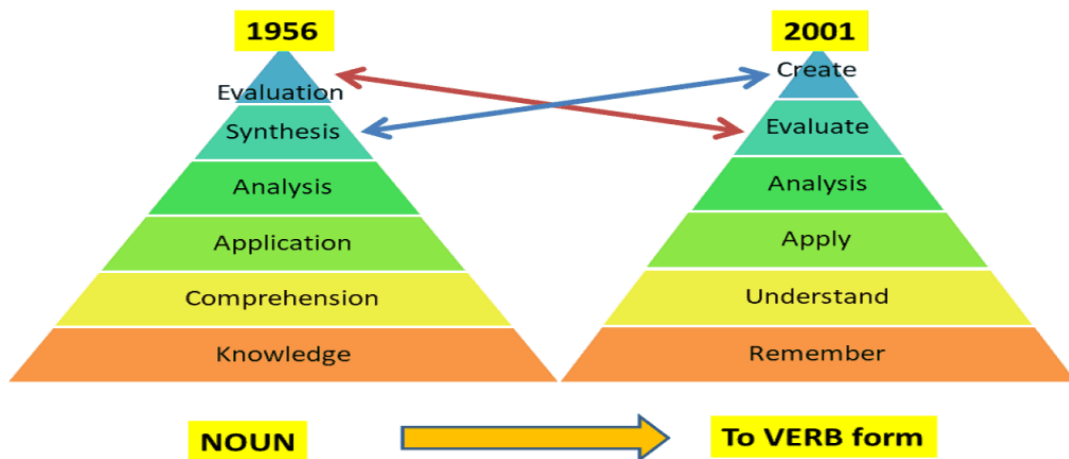 1956
Evaluation
Synthesis
Analysis
Application
Comprehension
Knowledge
2001
Create
Evaluate
Analysis
Apply
Understand
Remember
NOUN
To VERB form